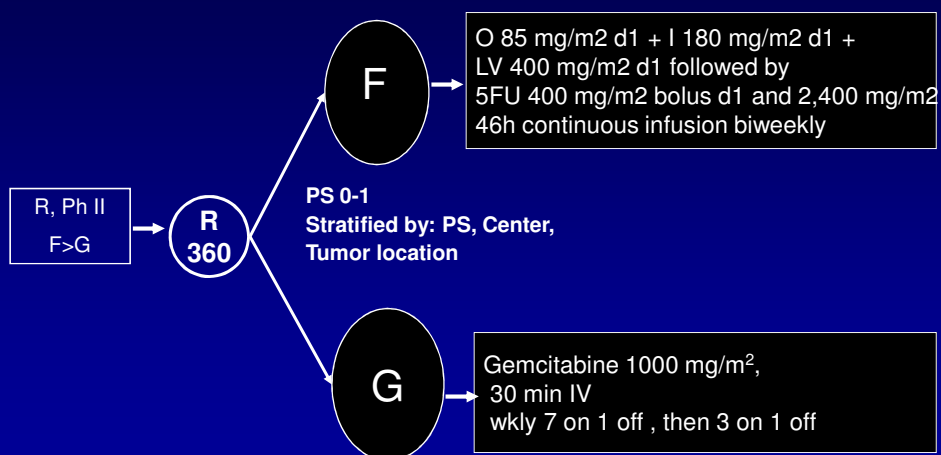 R, Ph II
F>G
R
360
F
O 85 mg/m2 d1 + I 180 mg/m2 d1 +
LV 400 mg/m2 d1 followed by
5FU 400 mg/m2 bolus d1 and 2,400 mg/m2
46h continuous infusion biweekly
PS 0-1
Stratified by: PS, Center,
Tumor location
G
Gemcitabine 1000 mg/m²,
30 min IV
wkly 7 on 1 off , then 3 on 1 off